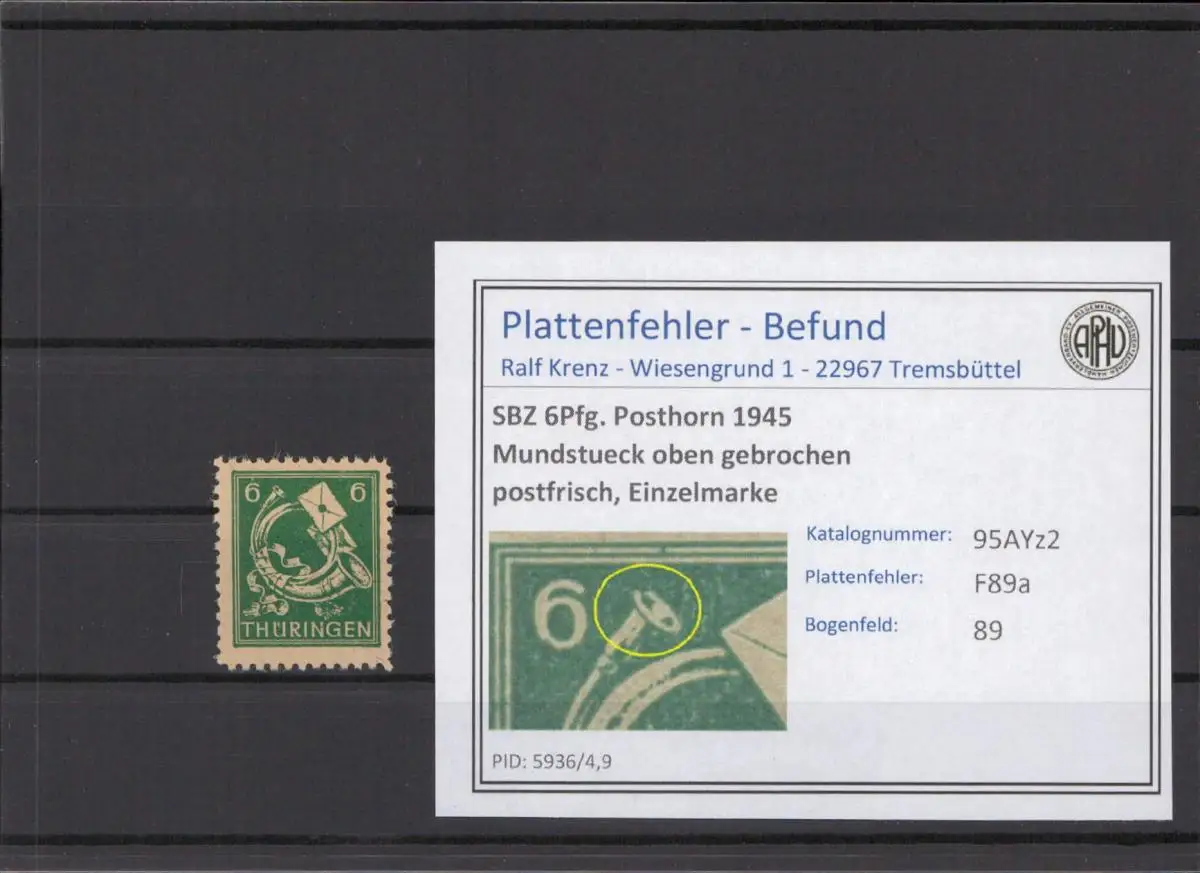 6 6
THÜRINGEN
Plattenfehler - Befund
Ralf Krenz - Wiesengrund 1 - 22967 Tremsbüttel
APHV
SBZ 6Pfg. Posthorn 1945
Mundstueck oben gebrochen
postfrisch, Einzelmarke
6
Katalognummer: 95AYz2
Plattenfehler: F89a
Bogenfeld: 89
PID: 5936/4,9